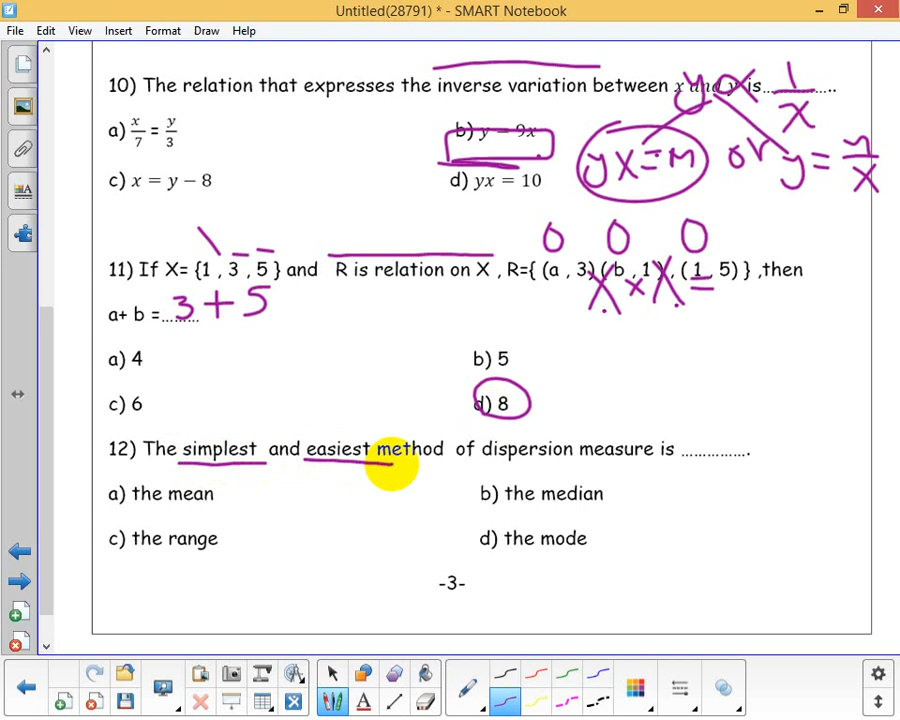 Untitled(28791) * - SMART Notebook
File Edit View Insert Format Draw Help
10) The relation that expresses the inverse variation between x and y is……………..
y ∝ 1/x
a) x/7 = y/3
b) y = 9x
yx = m or y = m/x
c) x = y − 8
d) yx = 10
11) If X= {1 , 3 , 5 } and R is relation on X , R={ (a , 3) ( b , 1 ) , ( 1 , 5) } ,then
a+ b =……… 3 + 5
a) 4
b) 5
c) 6
d) 8
12) The simplest and easiest method of dispersion measure is …………….
a) the mean
b) the median
c) the range
d) the mode
-3-